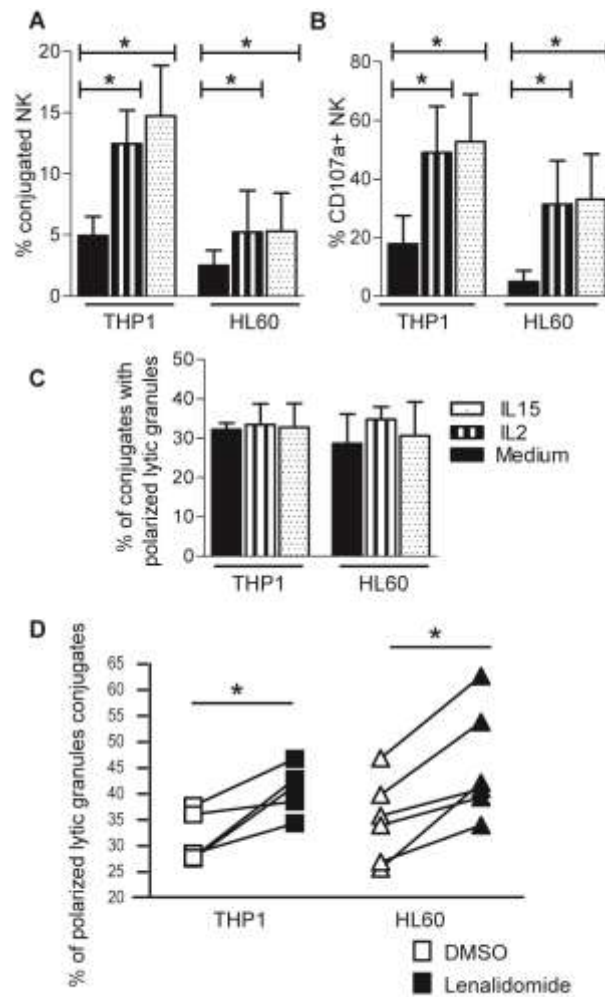 A
% conjugated NK
20
15
10
5
0
* *
* *
THP1 HL60
B
% CD107a+ NK
80
60
40
20
0
* *
* *
THP1 HL60
C
% of conjugates with
polarized lytic granules
50
40
30
20
10
0
THP1 HL60
IL15
IL2
Medium
D
% of polarized lytic granules conjugates
65
60
55
50
45
40
35
30
25
20
* *
THP1 HL60
DMSO
Lenalidomide